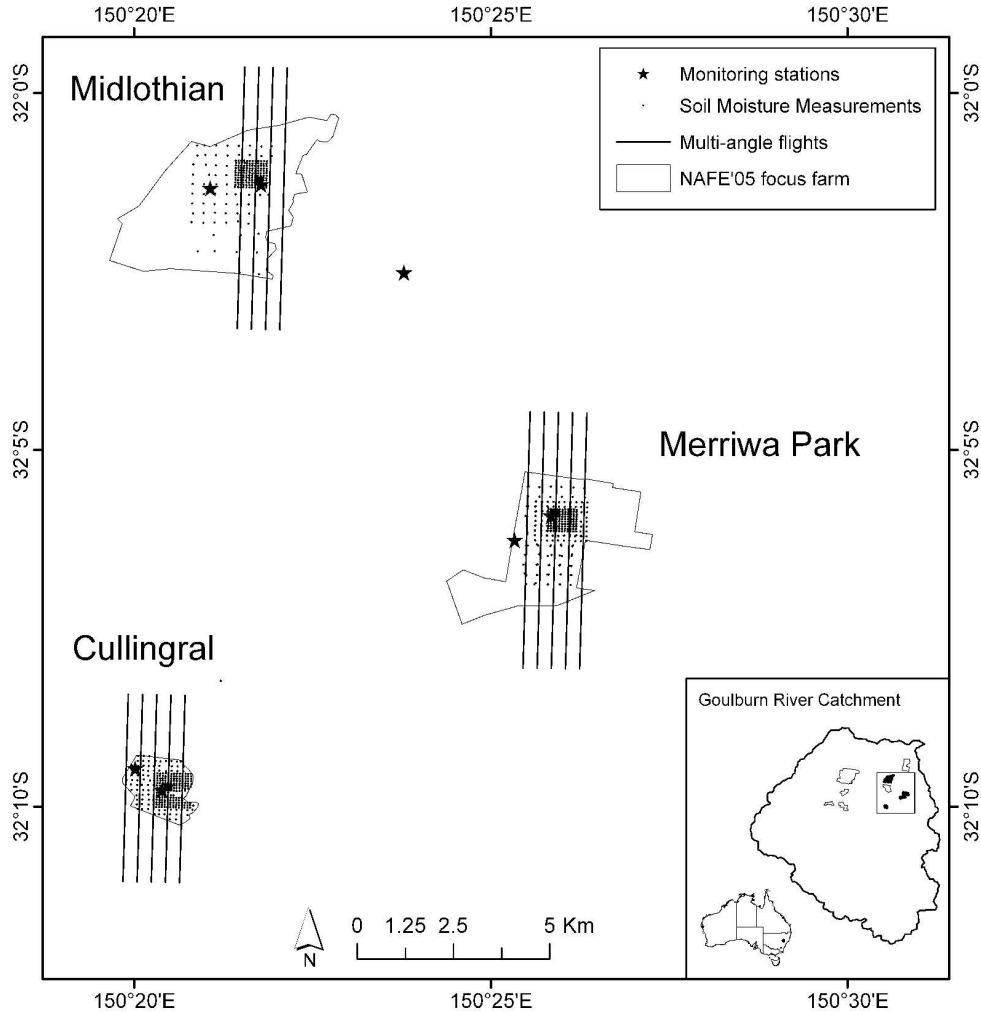 150°20'E 150°25'E 150°30'E
32°0'S
32°0'S
Midlothian
Monitoring stations
Soil Moisture Measurements
Multi-angle flights
NAFE'05 focus farm
32°5'S
32°5'S
Merriwa Park
Cullingral
Goulburn River Catchment
32°10'S
32°10'S
N
0 1.25 2.5 5 Km
150°20'E 150°25'E 150°30'E